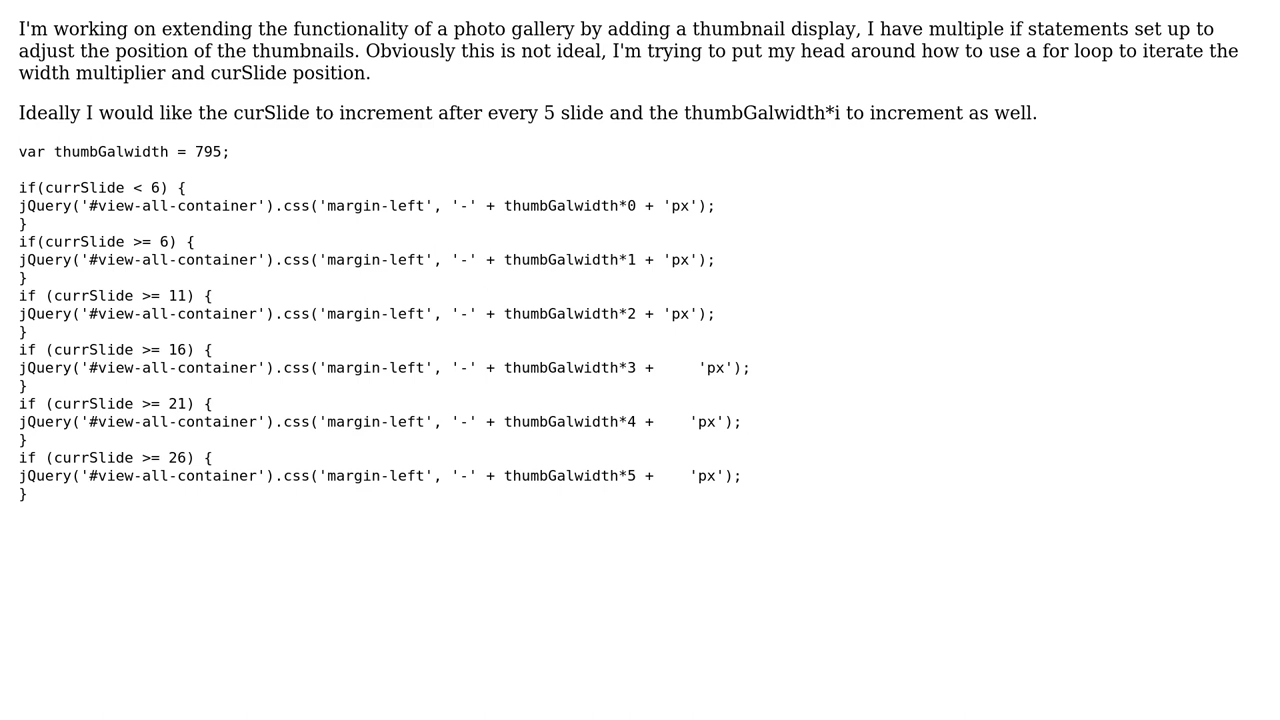 I'm working on extending the functionality of a photo gallery by adding a thumbnail display, I have multiple if statements set up to
adjust the position of the thumbnails. Obviously this is not ideal, I'm trying to put my head around how to use a for loop to iterate the
width multiplier and curSlide position.
Ideally I would like the curSlide to increment after every 5 slide and the thumbGalwidth*i to increment as well.
var thumbGalwidth = 795;
if(currSlide < 6) {
jQuery('#view-all-container').css('margin-left', '-' + thumbGalwidth*0 + 'px');
}
if(currSlide >= 6) {
jQuery('#view-all-container').css('margin-left', '-' + thumbGalwidth*1 + 'px');
}
if (currSlide >= 11) {
jQuery('#view-all-container').css('margin-left', '-' + thumbGalwidth*2 + 'px');
}
if (currSlide >= 16) {
jQuery('#view-all-container').css('margin-left', '-' + thumbGalwidth*3 +     'px');
}
if (currSlide >= 21) {
jQuery('#view-all-container').css('margin-left', '-' + thumbGalwidth*4 +    'px');
}
if (currSlide >= 26) {
jQuery('#view-all-container').css('margin-left', '-' + thumbGalwidth*5 +    'px');
}